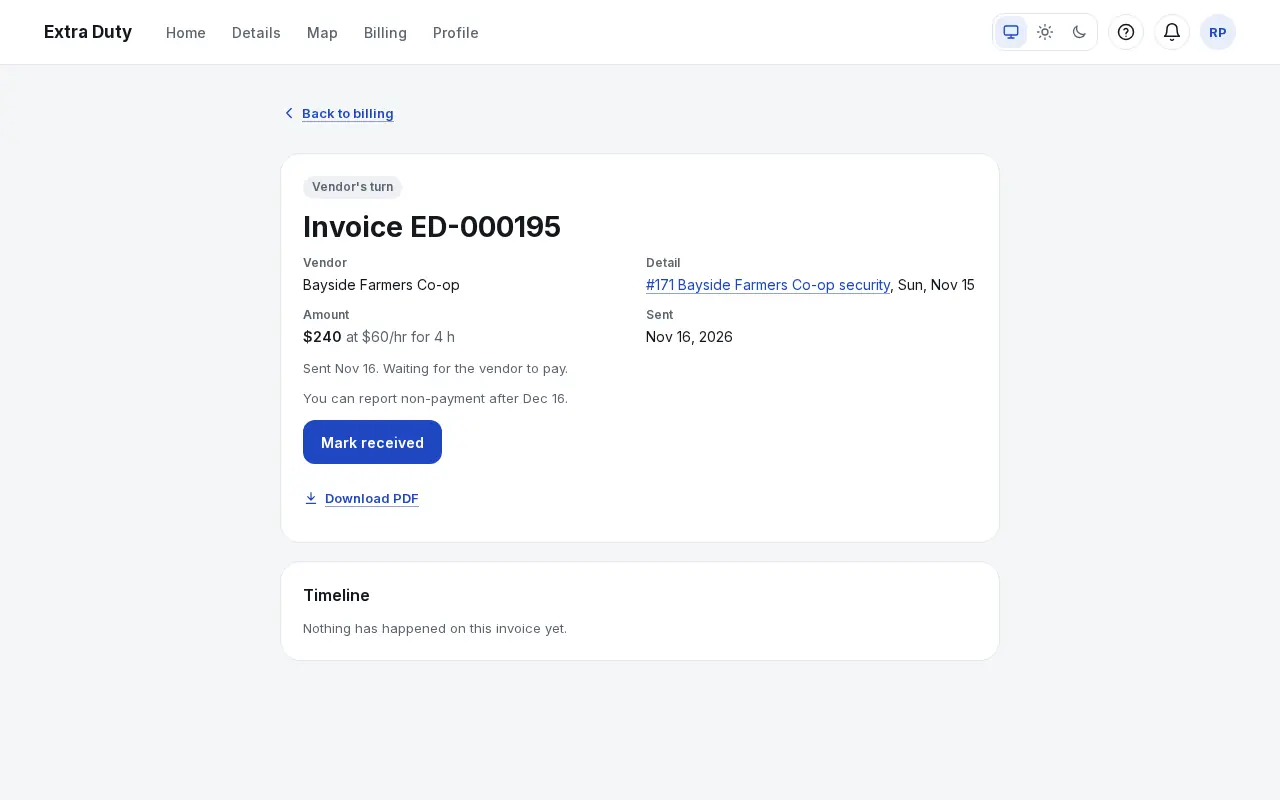 Extra Duty
Home
Details
Map
Billing
Profile
RP
Back to billing
Vendor's turn
Invoice ED-000195
Vendor
Bayside Farmers Co-op
Detail
#171 Bayside Farmers Co-op security, Sun, Nov 15
Amount
$240 at $60/hr for 4 h
Sent
Nov 16, 2026
Sent Nov 16. Waiting for the vendor to pay.
You can report non-payment after Dec 16.
Mark received
Download PDF
Timeline
Nothing has happened on this invoice yet.